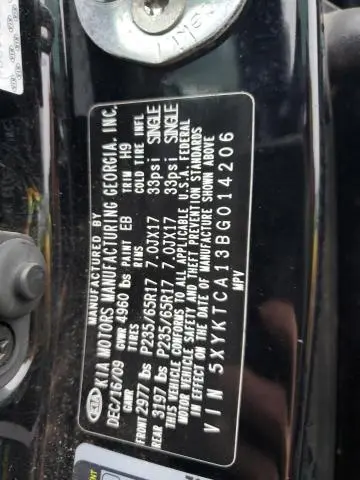 MANUFACTURED BY
KIA MOTORS MANUFACTURING GEORGIA, INC.
DEC/16/09 GVWR 4960 lbs PAINT EB TRIM H9
GAWR TIRES RIMS COLD TIRE INFL.
FRONT 2977 lbs P235/65R17 7.0JX17 33psi SINGLE
REAR 3197 lbs P235/65R17 7.0JX17 33psi SINGLE
THIS VEHICLE CONFORMS TO ALL APPLICABLE U.S.A. FEDERAL
MOTOR VEHICLE SAFETY AND THEFT PREVENTION STANDARDS
IN EFFECT ON THE DATE OF MANUFACTURE SHOWN ABOVE
VIN 5XYKTCA13BG014206
MPV
KIA